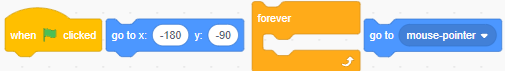 when clicked go to x: -180 y: -90 forever go to mouse-pointer